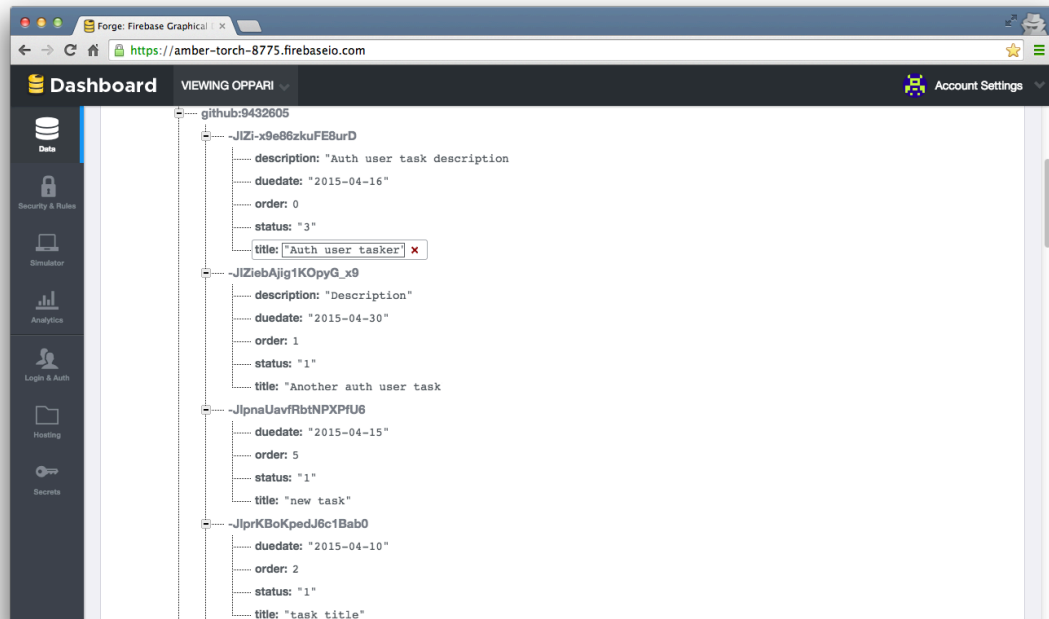 Forge: Firebase Graphical
https://amber-torch-8775.firebaseio.com
Dashboard
VIEWING OPPARI
Account Settings
Data
Security & Rules
Simulator
Analytics
Login & Auth
Hosting
Secrets
github:9432605
-JIZi-x9e86zkuFE8urD
description: "Auth user task description
duedate: "2015-04-16"
order: 0
status: "3"
title: "Auth user tasker"
-JIZiebAjig1KOpyG_x9
description: "Description"
duedate: "2015-04-30"
order: 1
status: "1"
title: "Another auth user task
-JIpnaUavfRbtNPXPfU6
duedate: "2015-04-15"
order: 5
status: "1"
title: "new task"
-JIprKBoKpedJ6c1Bab0
duedate: "2015-04-10"
order: 2
status: "1"
title: "task title"